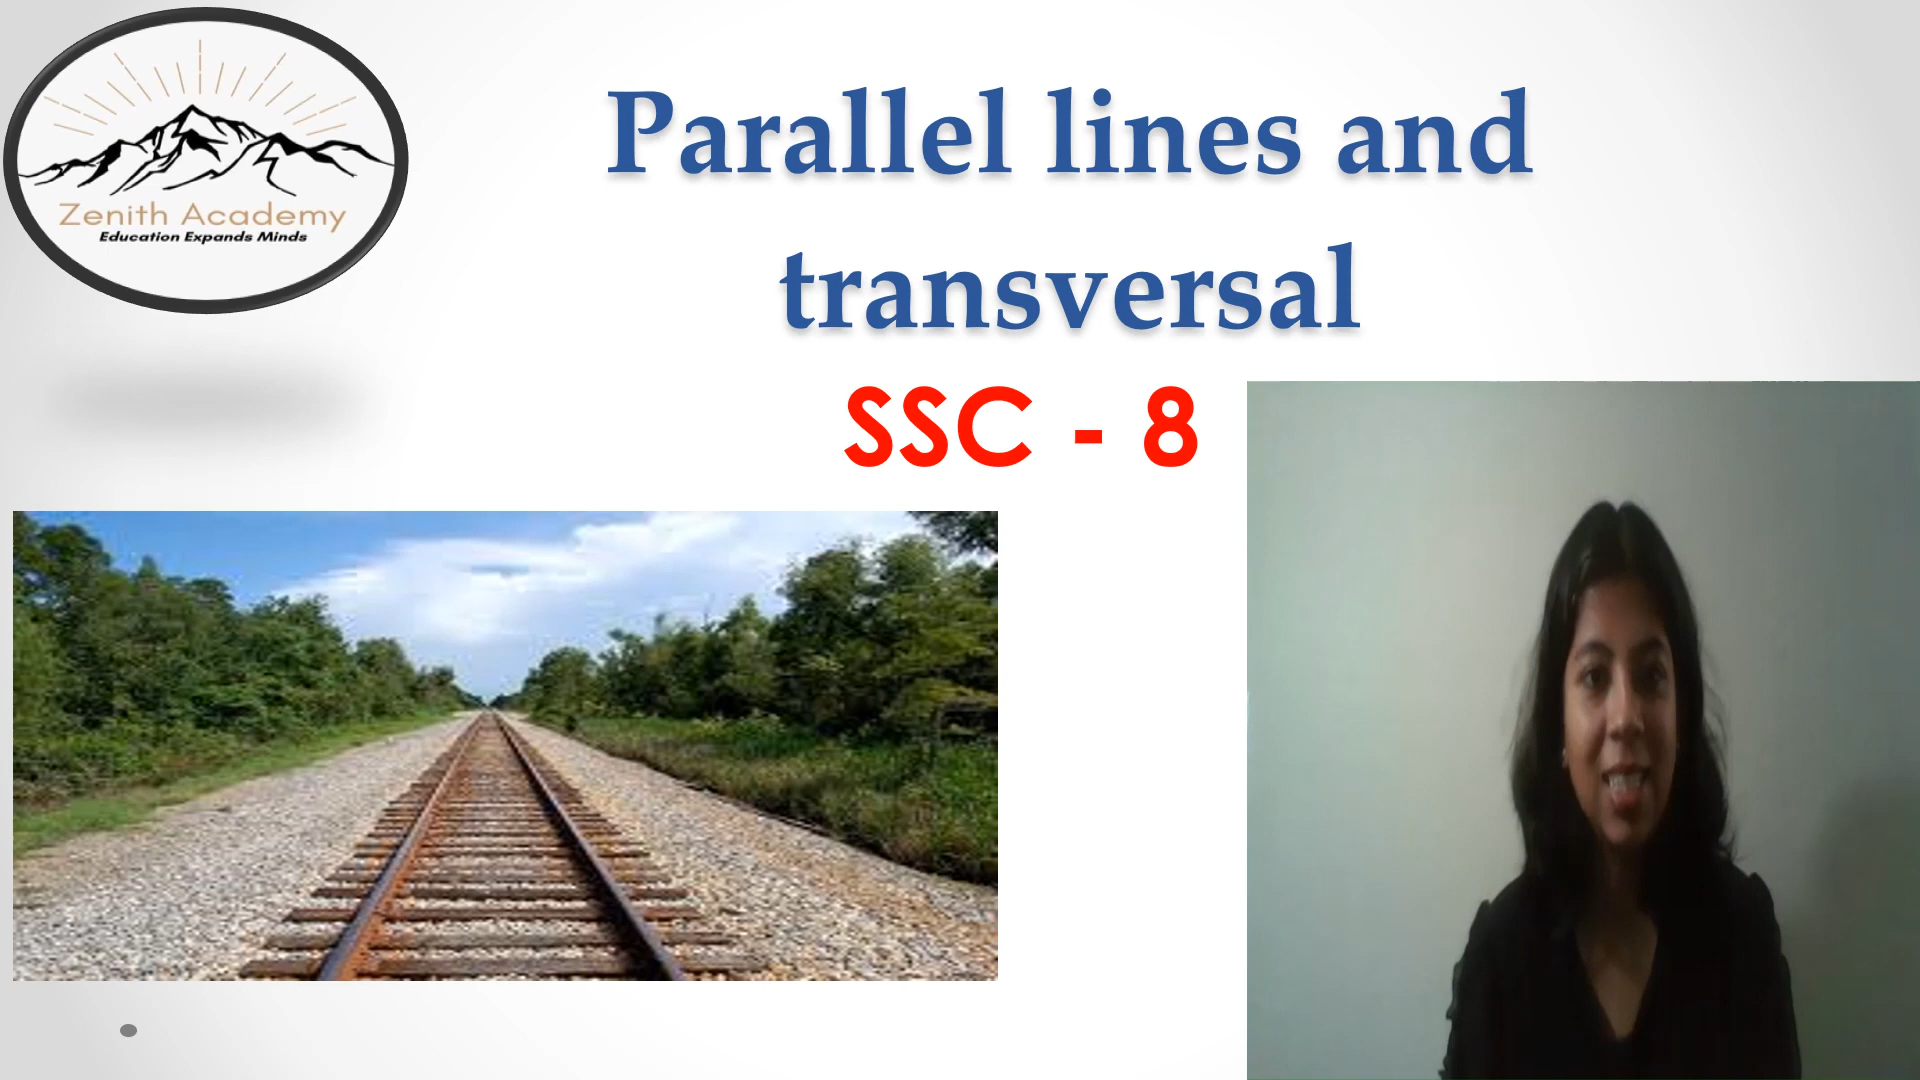 Zenith Academy
Education Expands Minds
Parallel lines and
transversal
SSC - 8